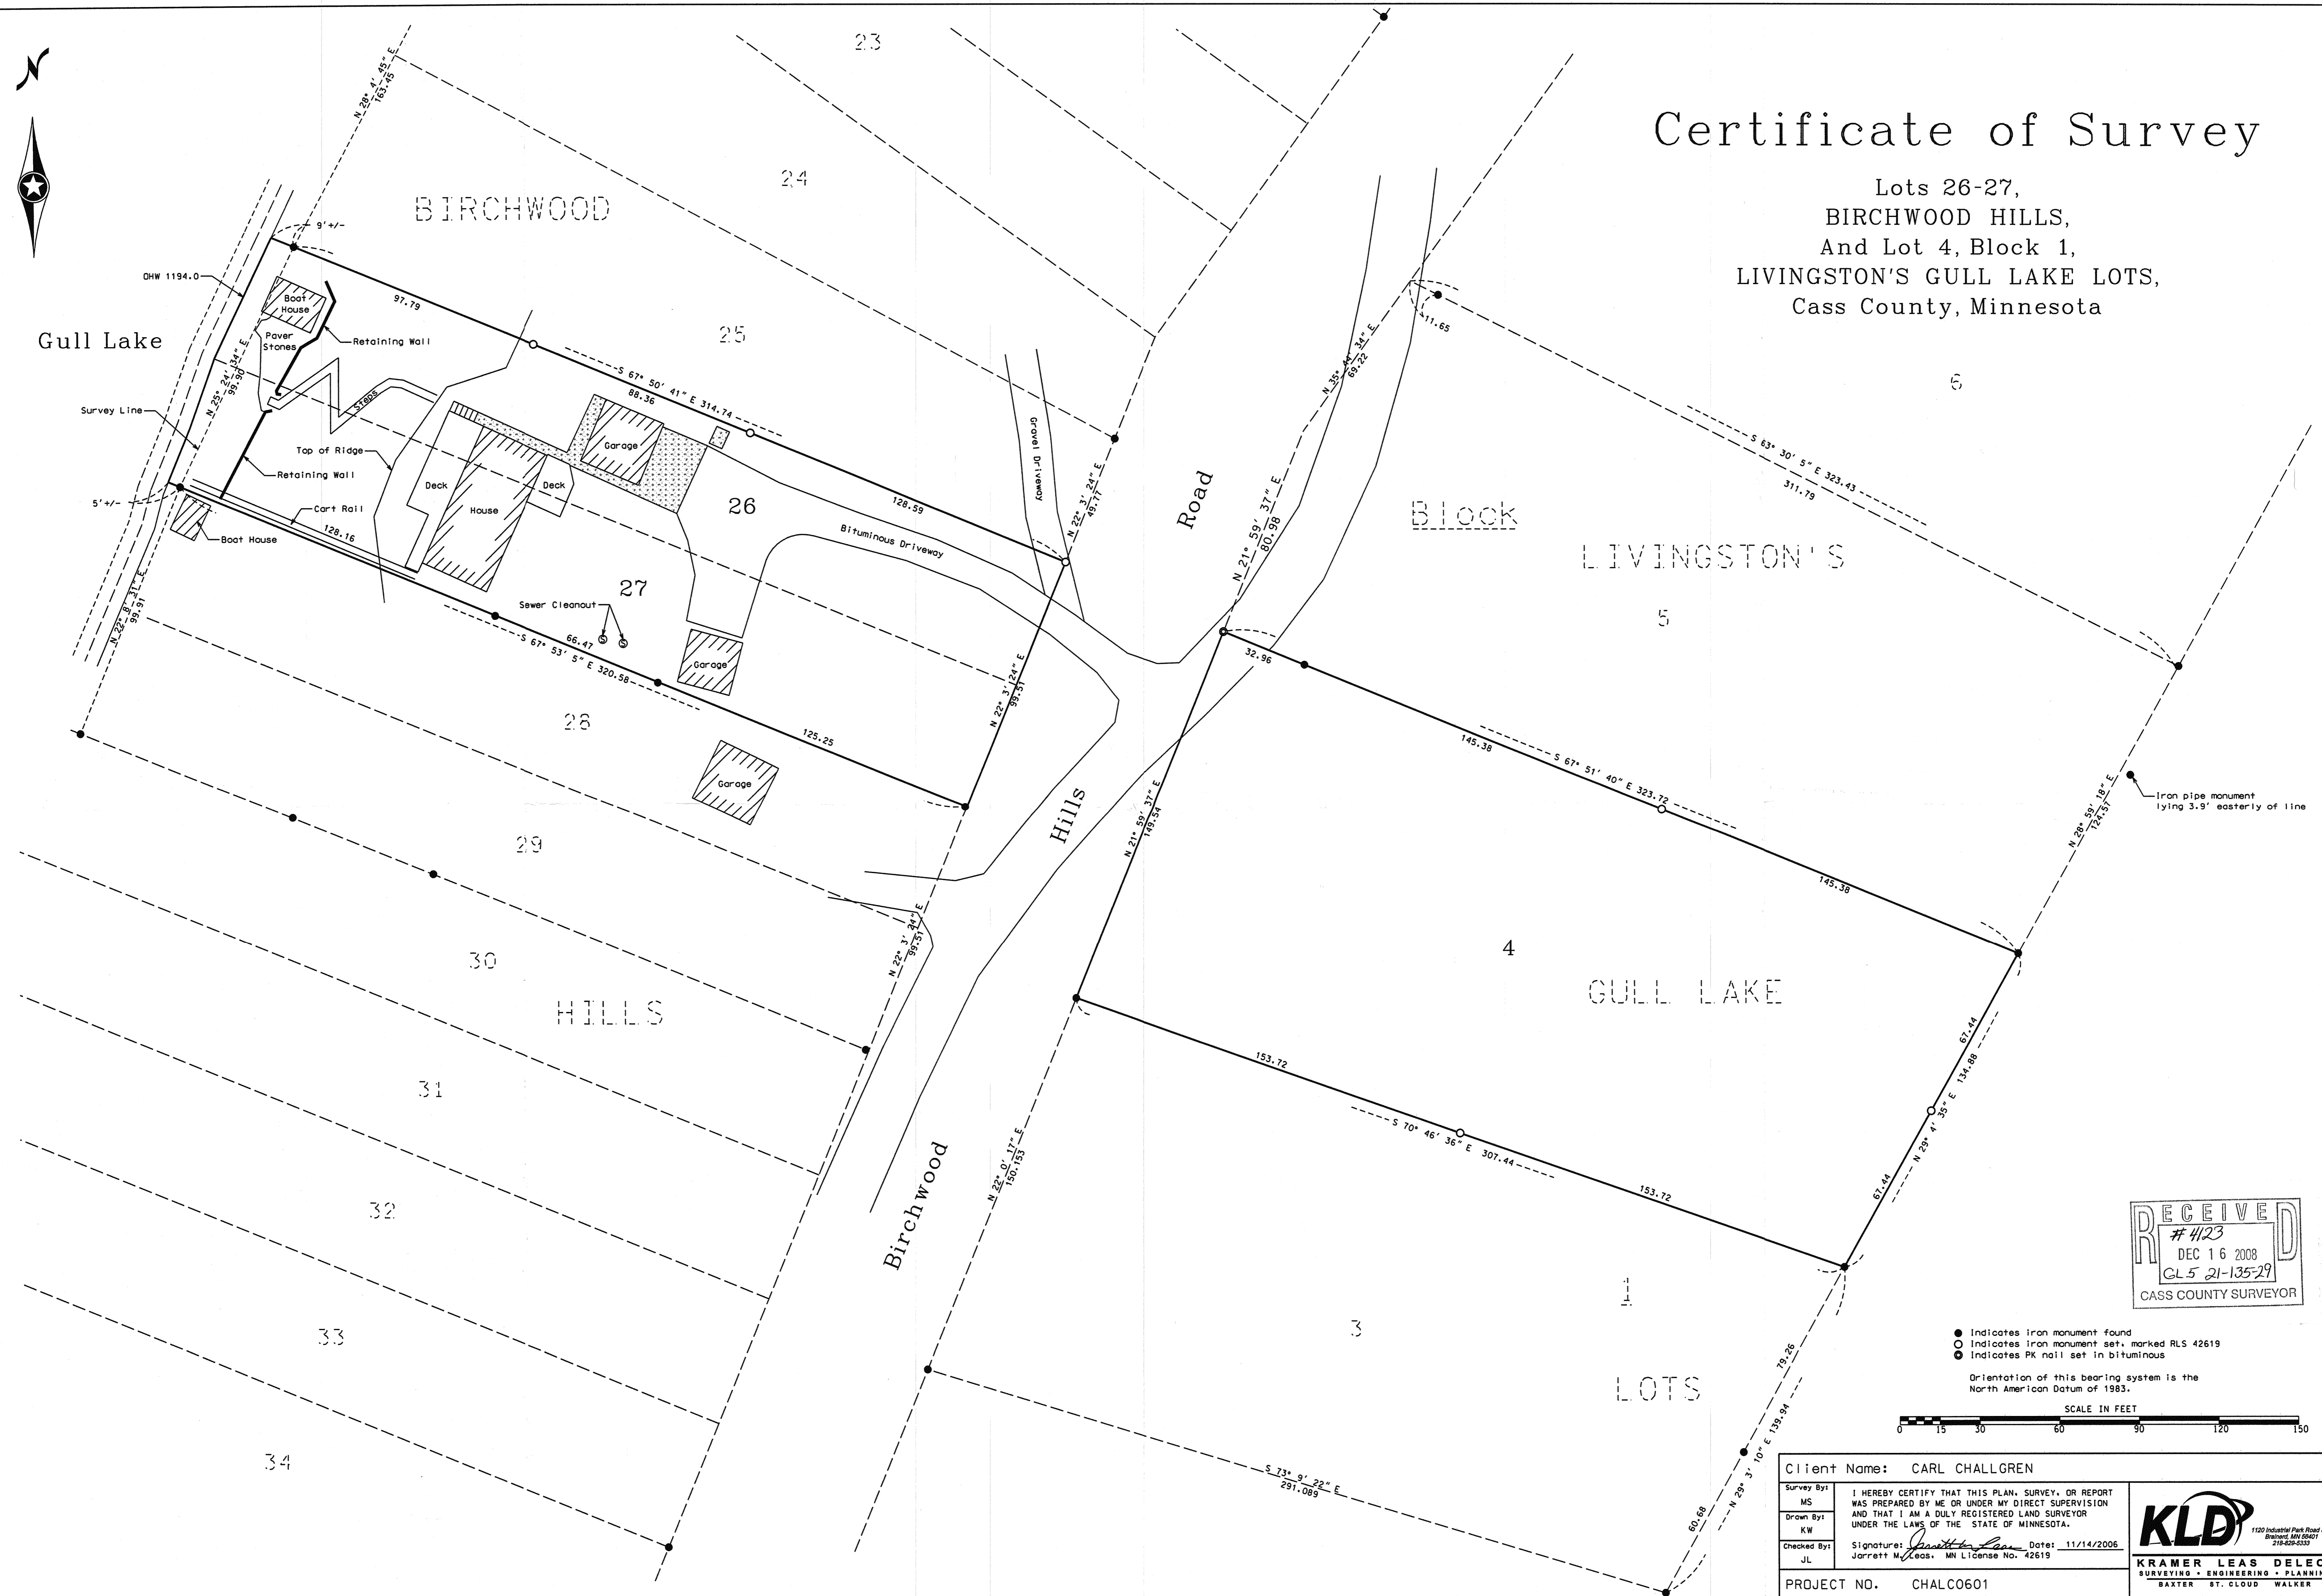 N
Certificate of Survey
Lots 26-27,
BIRCHWOOD HILLS,
And Lot 4, Block 1,
LIVINGSTON'S GULL LAKE LOTS,
Cass County, Minnesota
23
24
25
BIRCHWOOD
N 28° 4' 45" E
163.45
9'+/-
OHW 1194.0
Gull Lake
Boat
House
Paver
Stones
Retaining Wall
97.79
S 67° 50' 41" E 314.74
88.36
128.59
N 25° 24' 34" E
99.90
Survey Line
Steps
Top of Ridge
Retaining Wall
5'+/-
Cart Rail
128.16
Boat House
Deck
House
Deck
Garage
26
27
Gravel Driveway
Bituminous Driveway
N 22° 3' 24" E
49.77
Sewer Cleanout
S
S
66.47
S 67° 53' 5" E 320.58
125.25
Garage
N 22° 3' 24" E
99.51
N 22° 8' 31" E
99.91
28
Garage
29
30
HILLS
31
32
33
34
N 22° 3' 24" E
99.51
Birchwood
Hills
Road
N 35° 44' 34" E
69.22
11.65
N 21° 59' 37" E
80.98
6
S 63° 30' 5" E 323.43
311.79
Block
LIVINGSTON'S
5
32.96
145.38
S 67° 51' 40" E 323.72
145.38
N 28° 59' 18" E
124.57
Iron pipe monument
lying 3.9' easterly of line
N 21° 59' 37" E
149.54
4
GULL LAKE
153.72
S 70° 46' 36" E 307.44
153.72
67.44
N 29° 4' 35" E 134.88
67.44
N 22° 0' 17" E
150.153
1
3
LOTS
79.26
N 29° 3' 10" E 139.94
60.68
S 73° 9' 22" E
291.089
RECEIVED
#4123
DEC 16 2008
GL5 21-135-29
CASS COUNTY SURVEYOR
Indicates iron monument found
Indicates iron monument set, marked RLS 42619
Indicates PK nail set in bituminous
Orientation of this bearing system is the
North American Datum of 1983.
SCALE IN FEET
0 15 30 60 90 120 150
Client Name: CARL CHALLGREN
Survey By:
MS
Drawn By:
KW
Checked By:
JL
I HEREBY CERTIFY THAT THIS PLAN, SURVEY, OR REPORT
WAS PREPARED BY ME OR UNDER MY DIRECT SUPERVISION
AND THAT I AM A DULY REGISTERED LAND SURVEYOR
UNDER THE LAWS OF THE STATE OF MINNESOTA.
Signature: Date: 11/14/2006
Jarrett M. Leas, MN License No. 42619
PROJECT NO. CHALC0601
KLD
1120 Industrial Park Road
Brainerd, MN 56401
218-829-5333
KRAMER LEAS DELEO
SURVEYING • ENGINEERING • PLANNI
BAXTER ST. CLOUD WALKER